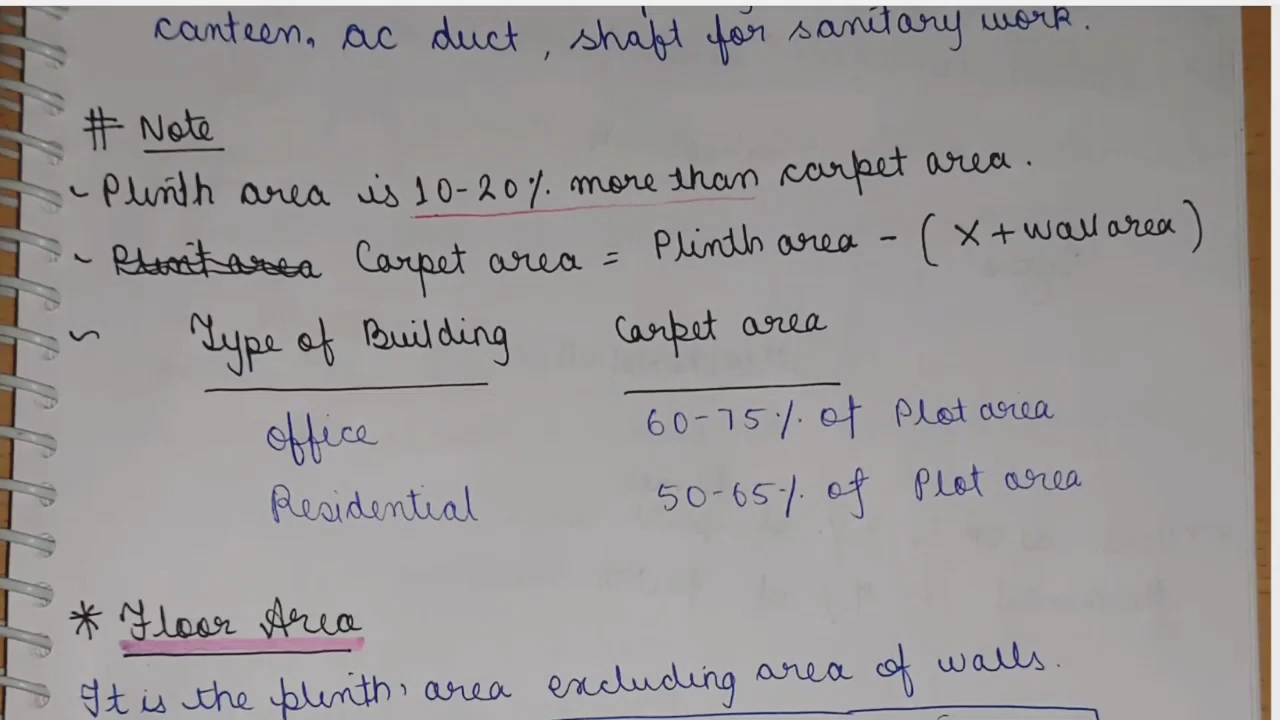 canteen, ac duct, shaft for sanitary work.
# Note
~ Plinth area is 10-20% more than carpet area.
~ Carpet area = Plinth area - (X + wall area)
~ Type of Building Carpet area
Office 60-75% of Plot area
Residential 50-65% of Plot area
* Floor Area
It is the plinth area excluding area of walls.